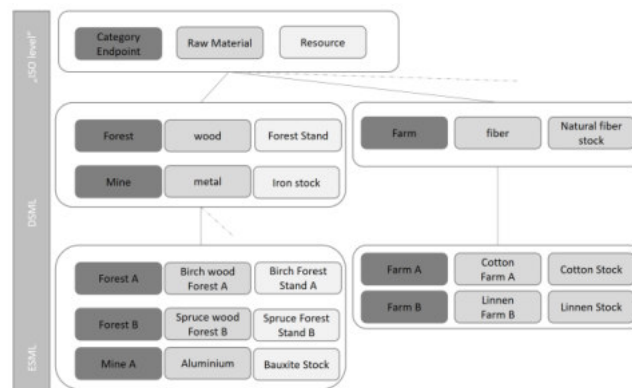 „ISO level“
Category
Endpoint
Raw Material
Resource
DSML
Forest
wood
Forest Stand
Mine
metal
Iron stock
Farm
fiber
Natural fiber
stock
ESML
Forest A
Birch wood
Forest A
Birch Forest
Stand A
Forest B
Spruce wood
Forest B
Spruce Forest
Stand B
Mine A
Aluminium
Bauxite Stock
Farm A
Cotton
Farm A
Cotton Stock
Farm B
Linnen
Farm B
Linnen Stock